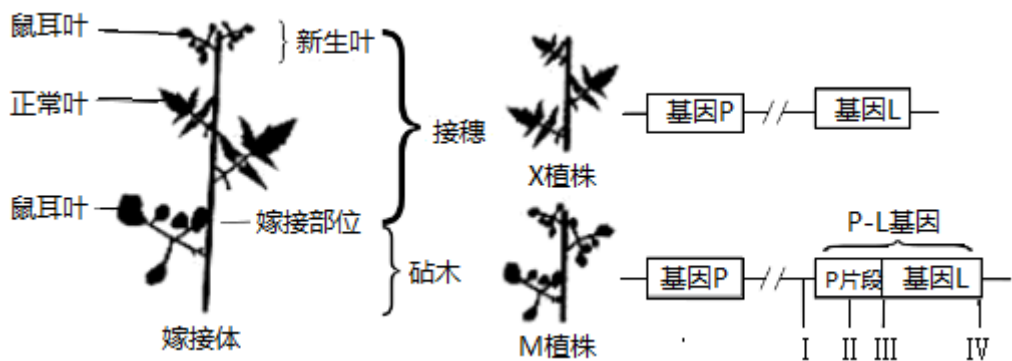 鼠耳叶
新生叶
正常叶
接穗
鼠耳叶
嫁接部位
砧木
嫁接体
X植株
基因P
基因L
M植株
P-L基因
基因P
P片段
基因L
I
II
III
IV